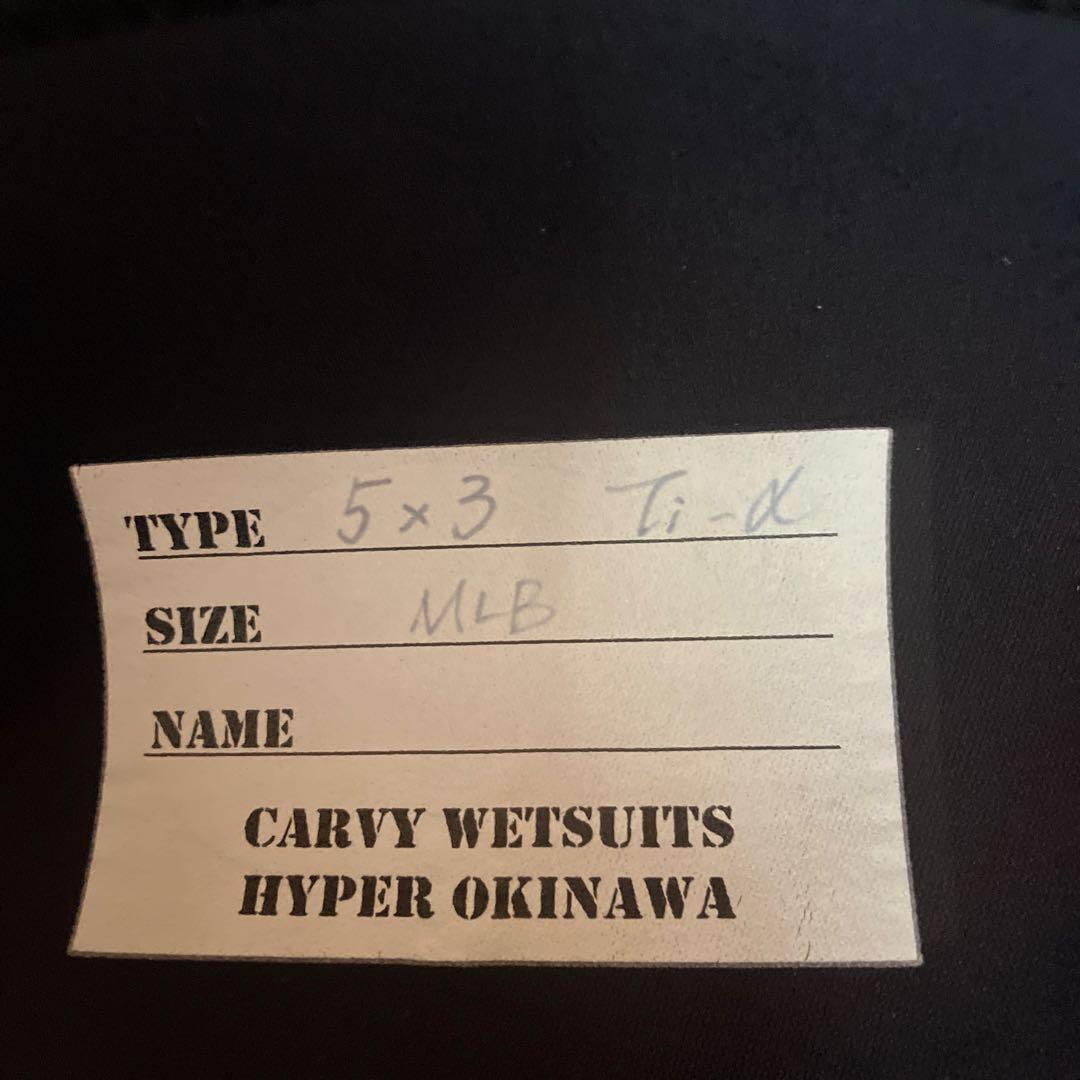 TYPE 5×3 Ti-α
SIZE MLB
NAME
CARVY WETSUITS
HYPER OKINAWA